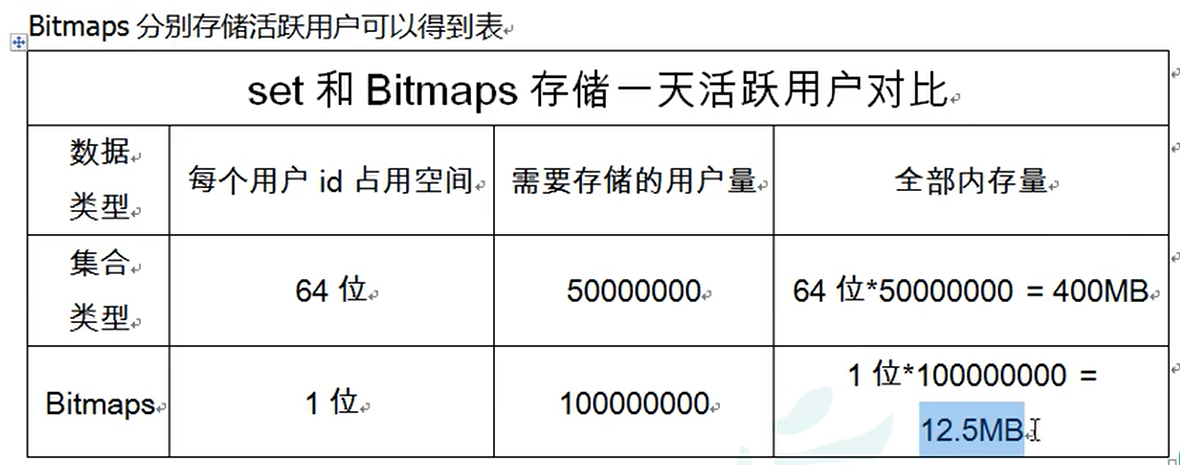 Bitmaps 分别存储活跃用户可以得到表
set 和 Bitmaps 存储一天活跃用户对比
数据
类型
每个用户 id 占用空间
需要存储的用户量
全部内存量
集合
类型
64 位
50000000
64 位*50000000 = 400MB
Bitmaps
1 位
100000000
1 位*100000000 =
12.5MB